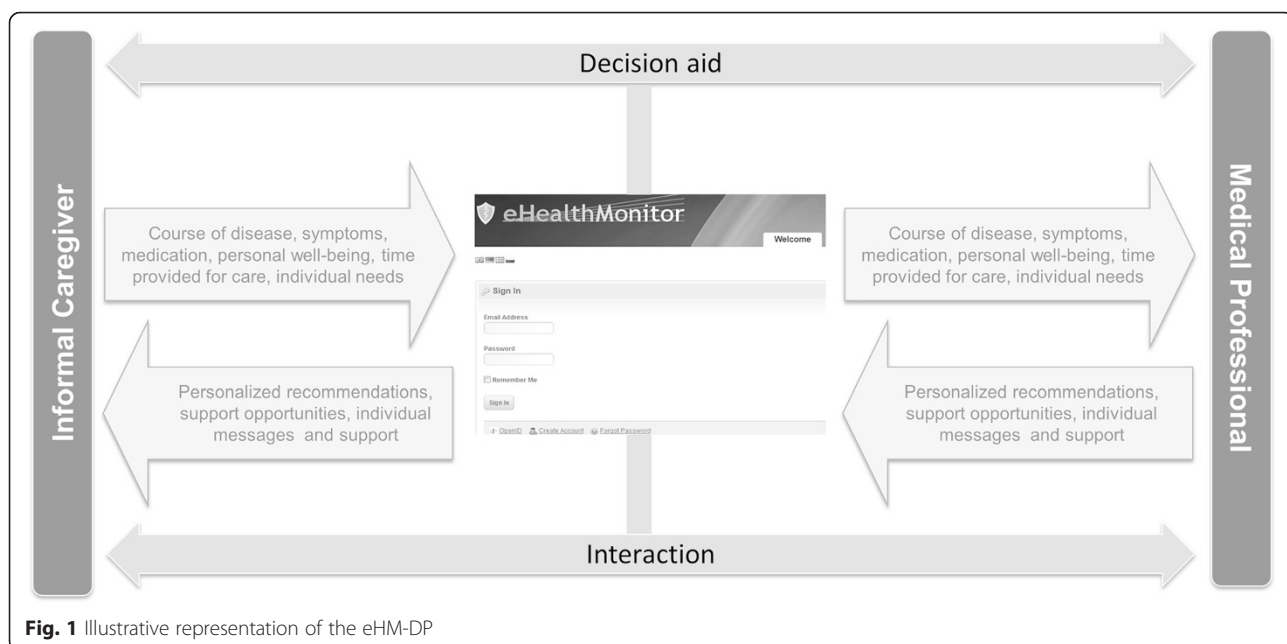 Decision aid
Informal Caregiver
Medical Professional
Course of disease, symptoms,
medication, personal well-being, time
provided for care, individual needs
Personalized recommendations,
support opportunities, individual
messages and support
eHealthMonitor
Welcome
Sign In
Email Address
Password
Remember Me
Sign In
OpenID Create Account Forgot Password
Course of disease, symptoms,
medication, personal well-being, time
provided for care, individual needs
Personalized recommendations,
support opportunities, individual
messages and support
Interaction
Fig. 1 Illustrative representation of the eHM-DP